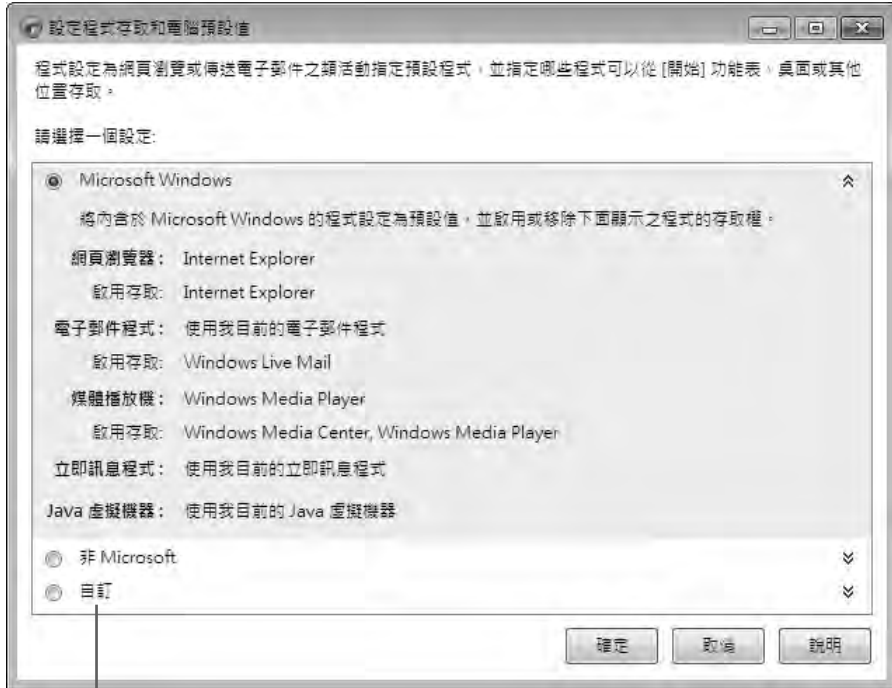 設定程式存取和電腦預設值
程式設定為網頁瀏覽或傳送電子郵件之類活動指定預設程式，並指定哪些程式可以從 [開始] 功能表、桌面或其他
位置存取。
請選擇一個設定:
Microsoft Windows
將內含於 Microsoft Windows 的程式設定為預設值，並啟用或移除下面顯示之程式的存取權。
網頁瀏覽器： Internet Explorer
啟用存取: Internet Explorer
電子郵件程式： 使用我目前的電子郵件程式
啟用存取: Windows Live Mail
媒體播放機： Windows Media Player
啟用存取: Windows Media Center, Windows Media Player
立即訊息程式： 使用我目前的立即訊息程式
Java 虛擬機器： 使用我目前的 Java 虛擬機器
非 Microsoft
自訂
確定 取消 說明